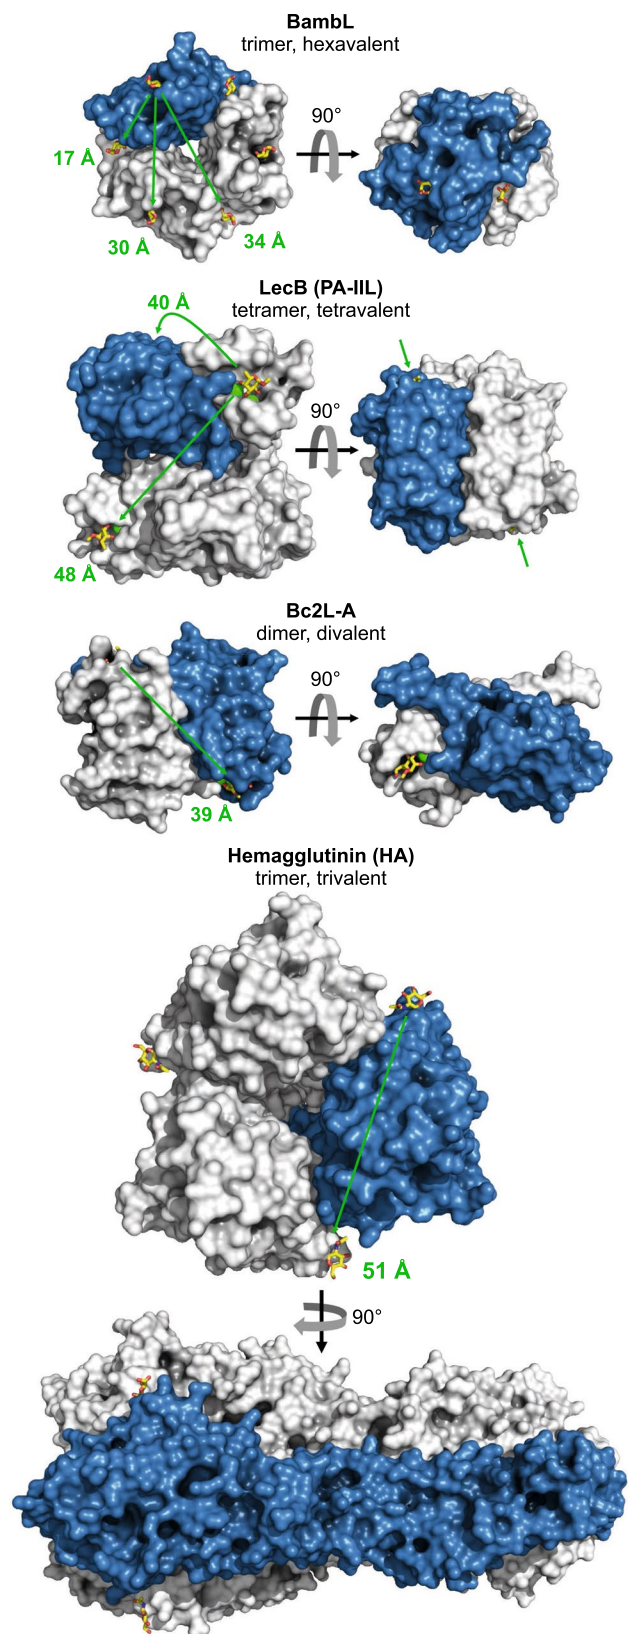 BambL
trimer, hexavalent
90°
17 Å
30 Å
34 Å
LecB (PA-IIL)
tetramer, tetravalent
40 Å
90°
48 Å
Bc2L-A
dimer, divalent
90°
39 Å
Hemagglutinin (HA)
trimer, trivalent
51 Å
90°